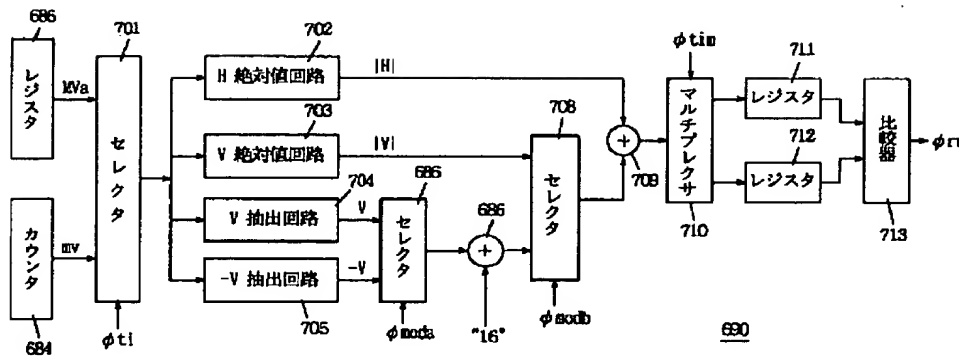 686
レジスタ
MVa
カウンタ
mv
684
701
セレクタ
φti
702
H 絶対値回路
|H|
703
V 絶対値回路
|V|
704
V 抽出回路
V
-V 抽出回路
-V
705
686
セレクタ
φmoda
686
+
"16"
708
セレクタ
φmodb
+
709
φtim
マルチプレクサ
710
711
レジスタ
712
レジスタ
比較器
713
φrt
690